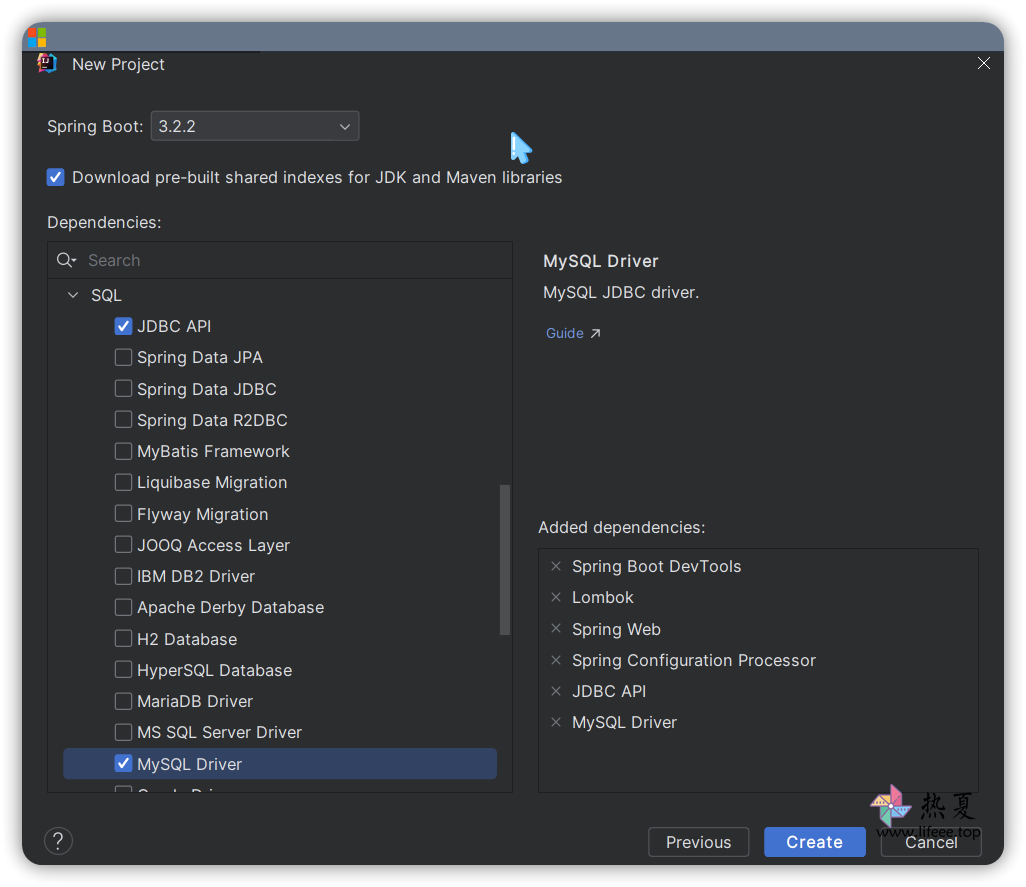 New Project
Spring Boot: 3.2.2
Download pre-built shared indexes for JDK and Maven libraries
Dependencies:
Search
SQL
JDBC API
Spring Data JPA
Spring Data JDBC
Spring Data R2DBC
MyBatis Framework
Liquibase Migration
Flyway Migration
JOOQ Access Layer
IBM DB2 Driver
Apache Derby Database
H2 Database
HyperSQL Database
MariaDB Driver
MS SQL Server Driver
MySQL Driver
MySQL Driver
MySQL JDBC driver.
Guide
Added dependencies:
Spring Boot DevTools
Lombok
Spring Web
Spring Configuration Processor
JDBC API
MySQL Driver
热夏
www.lifeee.top
?
Previous
Create
Cancel